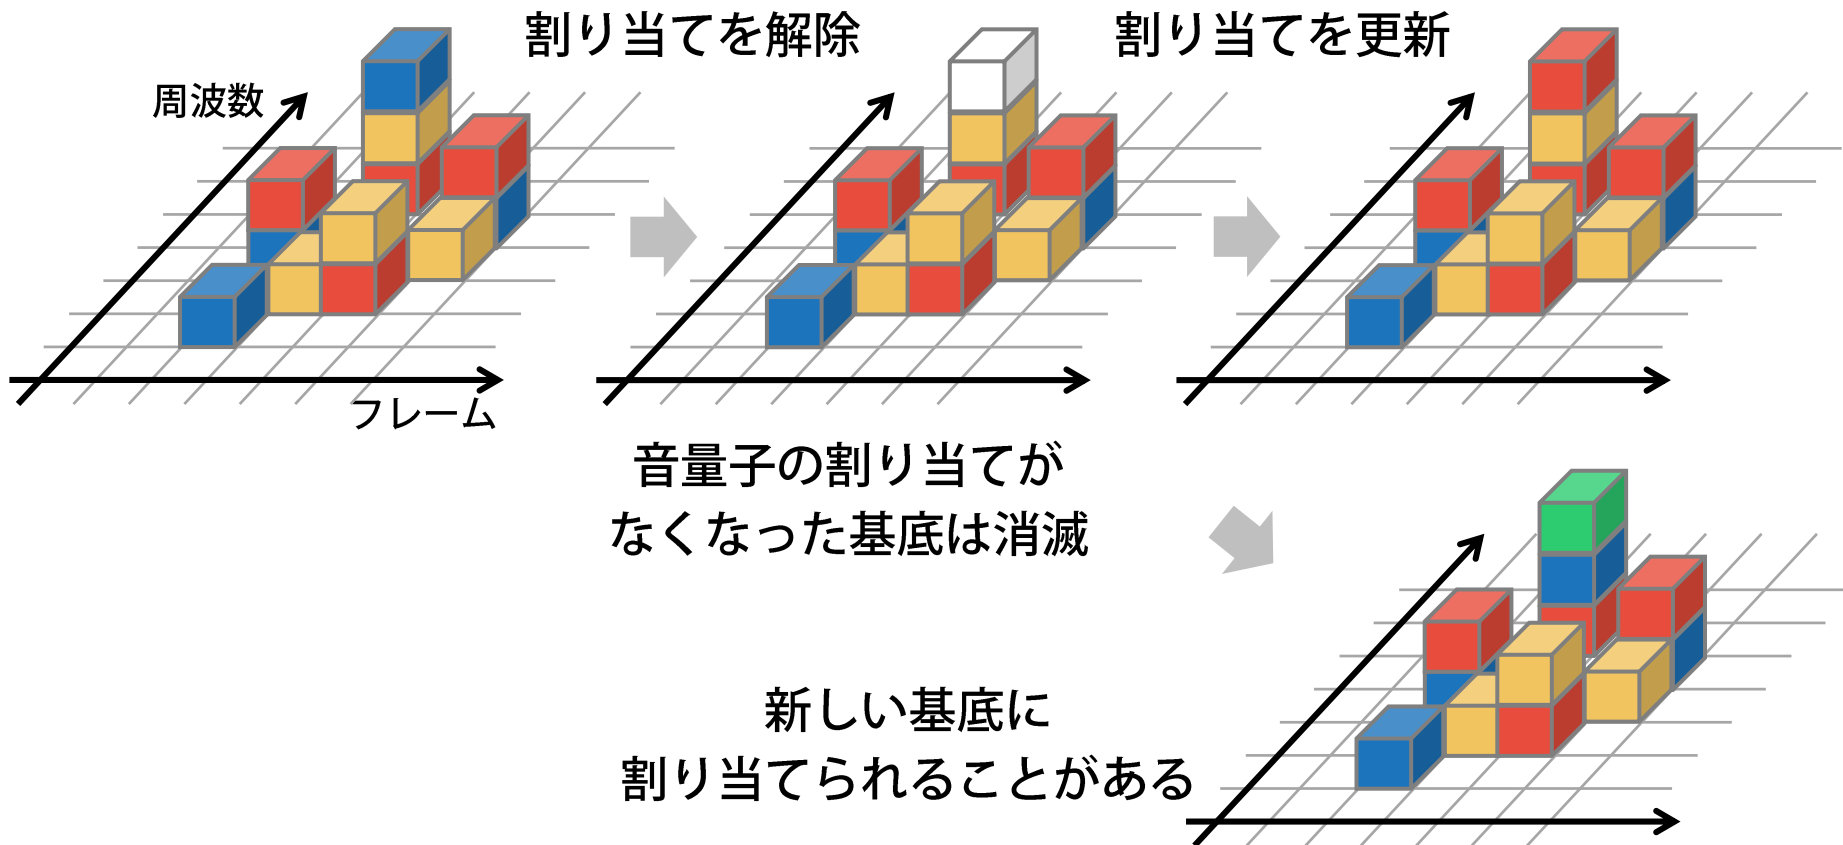 割り当てを解除
割り当てを更新
周波数
フレーム
音量子の割り当てが
なくなった基底は消滅
新しい基底に
割り当てられることがある